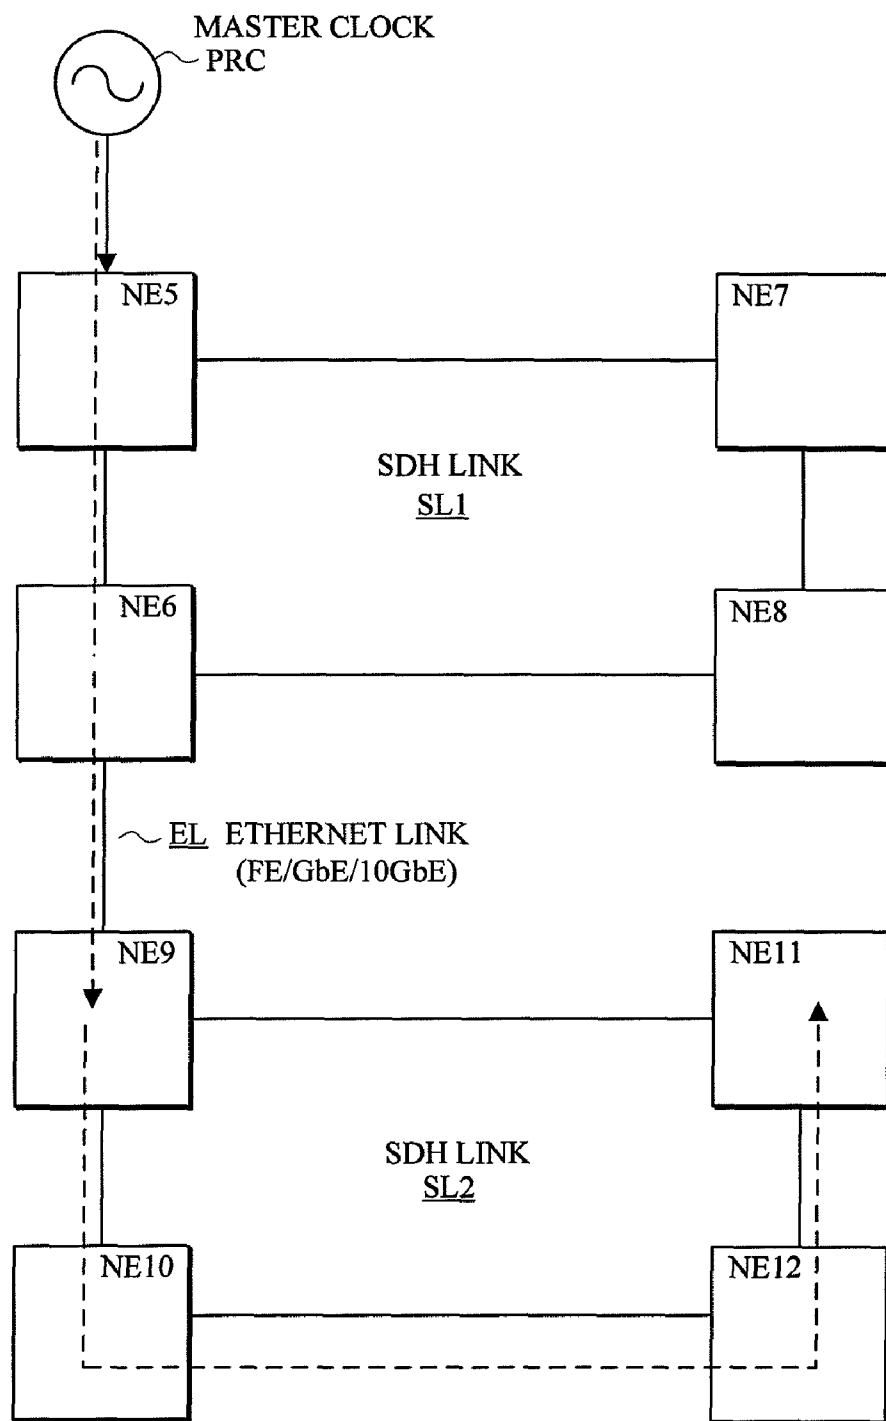 MASTER CLOCK
PRC
NE5
NE7
SDH LINK
SL1
NE6
NE8
EL ETHERNET LINK
(FE/GbE/10GbE)
NE9
NE11
SDH LINK
SL2
NE10
NE12